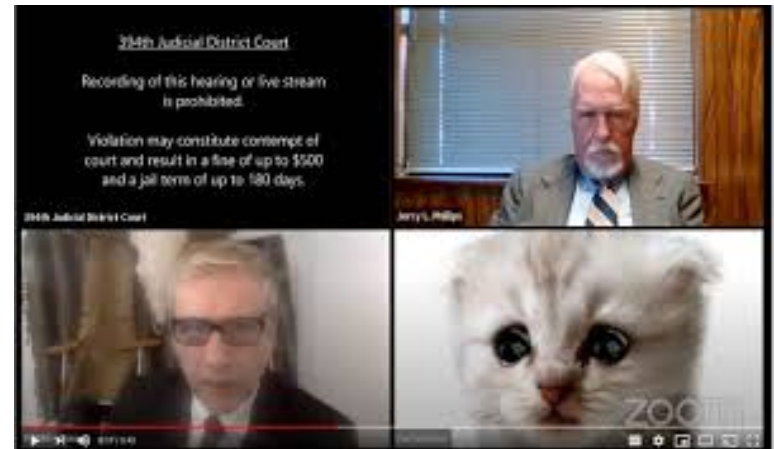 394th Judicial District Court
Recording of this hearing or live stream
is prohibited.
Violation may constitute contempt of
court and result in a fine of up to $500
and a jail term of up to 180 days.
394th Judicial District Court
Jerry L. Phillips
ZOOM